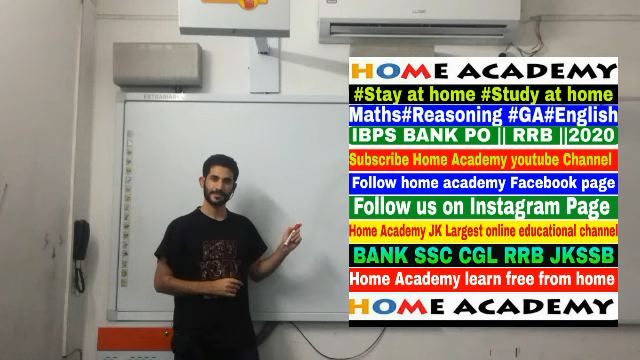 EXTRADIARY
HOME ACADEMY
#Stay at home #Study at home
Maths#Reasoning #GA#English
IBPS BANK PO || RRB ||2020
Subscribe Home Academy youtube Channel
Follow home academy Facebook page
Follow us on Instagram Page
Home Academy JK Largest online educational channel
BANK SSC CGL RRB JKSSB
Home Academy learn free from home
HOME ACADEMY